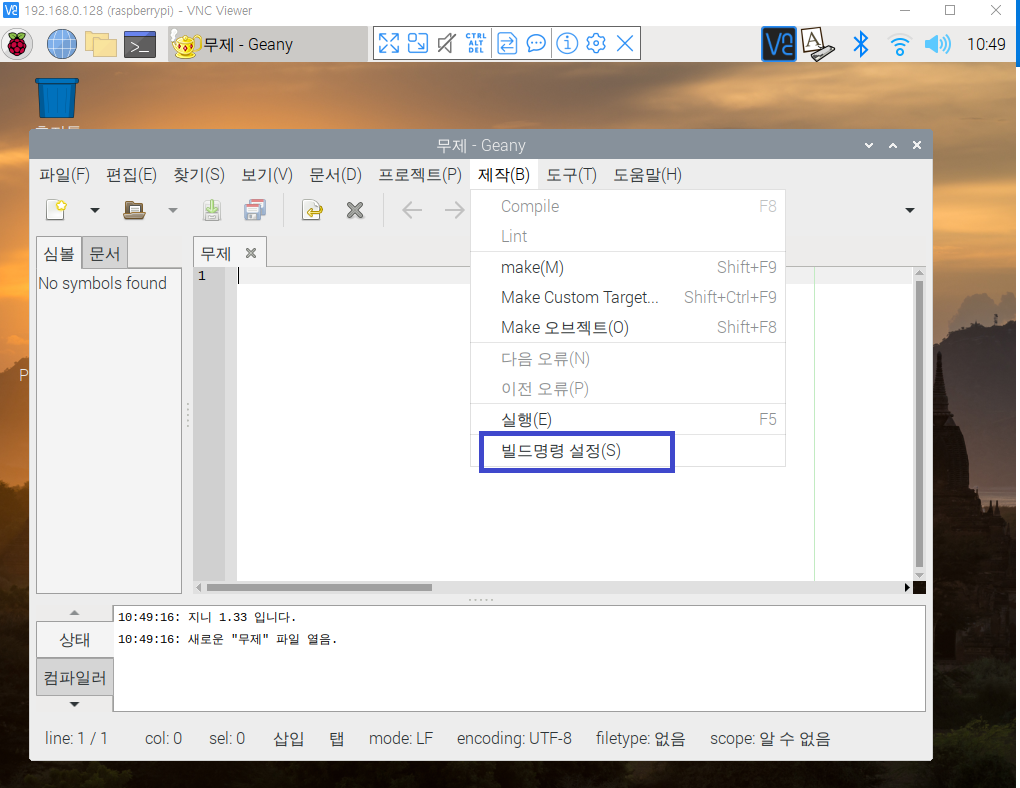 192.168.0.128 (raspberrypi) - VNC Viewer
무제 - Geany
CTRL ALT DEL
10:49
무제 - Geany
파일(F) 편집(E) 찾기(S) 보기(V) 문서(D) 프로젝트(P) 제작(B) 도구(T) 도움말(H)
Compile F8
Lint
make(M) Shift+F9
Make Custom Target... Shift+Ctrl+F9
Make 오브젝트(O) Shift+F8
다음 오류(N)
이전 오류(P)
실행(E) F5
빌드명령 설정(S)
심볼 문서
No symbols found
무제
1
P
상태
컴파일러
10:49:16: 지니 1.33 입니다.
10:49:16: 새로운 "무제" 파일 열음.
line: 1 / 1 col: 0 sel: 0 삽입 탭 mode: LF encoding: UTF-8 filetype: 없음 scope: 알 수 없음